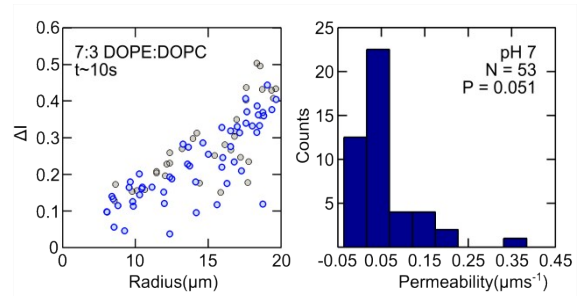 7:3 DOPE:DOPC
t~10s
ΔI
0.6
0.5
0.4
0.3
0.2
0.1
0
0
5
10
15
20
Radius(μm)
pH 7
N = 53
P = 0.051
Counts
25
20
15
10
5
-0.05
0.05
0.15
0.25
0.35
0.45
Permeability(μms⁻¹)